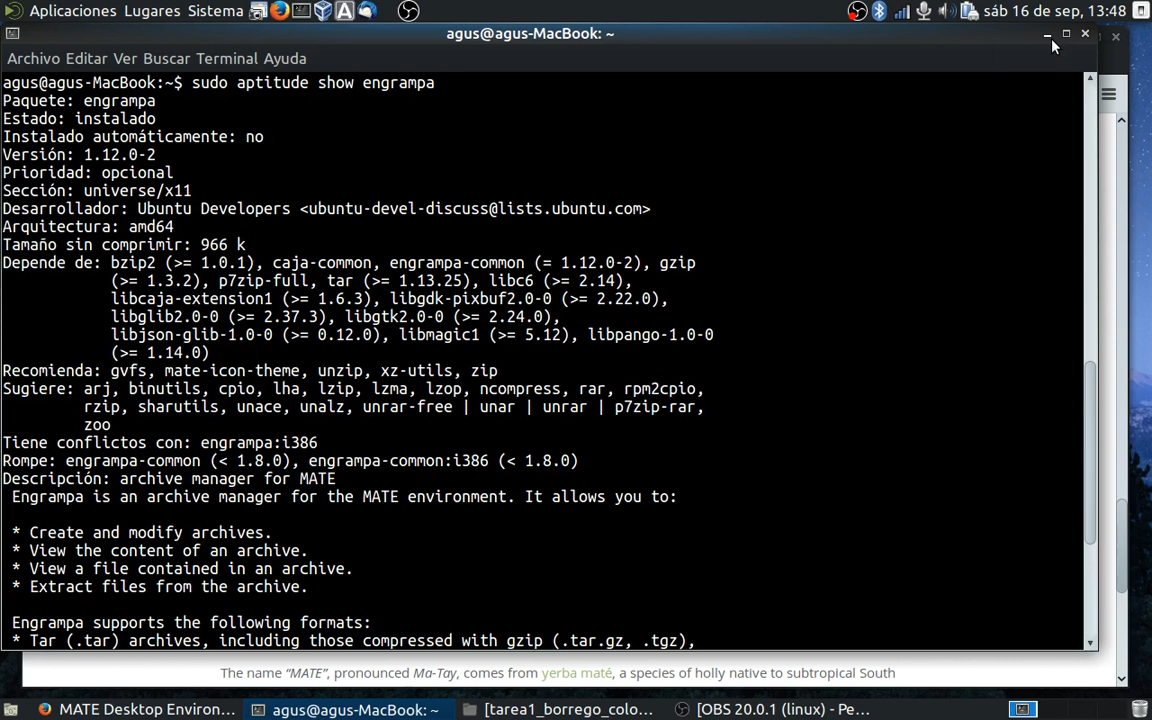 Aplicaciones Lugares Sistema
sáb 16 de sep, 13:48
agus@agus-MacBook: ~
Archivo Editar Ver Buscar Terminal Ayuda
agus@agus-MacBook:~$ sudo aptitude show engrampa
Paquete: engrampa
Estado: instalado
Instalado automáticamente: no
Versión: 1.12.0-2
Prioridad: opcional
Sección: universe/x11
Desarrollador: Ubuntu Developers <ubuntu-devel-discuss@lists.ubuntu.com>
Arquitectura: amd64
Tamaño sin comprimir: 966 k
Depende de: bzip2 (>= 1.0.1), caja-common, engrampa-common (= 1.12.0-2), gzip
(>= 1.3.2), p7zip-full, tar (>= 1.13.25), libc6 (>= 2.14),
libcaja-extension1 (>= 1.6.3), libgdk-pixbuf2.0-0 (>= 2.22.0),
libglib2.0-0 (>= 2.37.3), libgtk2.0-0 (>= 2.24.0),
libjson-glib-1.0-0 (>= 0.12.0), libmagic1 (>= 5.12), libpango-1.0-0
(>= 1.14.0)
Recomienda: gvfs, mate-icon-theme, unzip, xz-utils, zip
Sugiere: arj, binutils, cpio, lha, lzip, lzma, lzop, ncompress, rar, rpm2cpio,
rzip, sharutils, unace, unalz, unrar-free | unar | unrar | p7zip-rar,
zoo
Tiene conflictos con: engrampa:i386
Rompe: engrampa-common (< 1.8.0), engrampa-common:i386 (< 1.8.0)
Descripción: archive manager for MATE
Engrampa is an archive manager for the MATE environment. It allows you to:
* Create and modify archives.
* View the content of an archive.
* View a file contained in an archive.
* Extract files from the archive.
Engrampa supports the following formats:
* Tar (.tar) archives, including those compressed with gzip (.tar.gz, .tgz),
The name “MATE”, pronounced Ma-Tay, comes from yerba maté, a species of holly native to subtropical South
MATE Desktop Environ...
agus@agus-MacBook: ~
[tarea1_borrego_colo...
[OBS 20.0.1 (linux) - Pe...